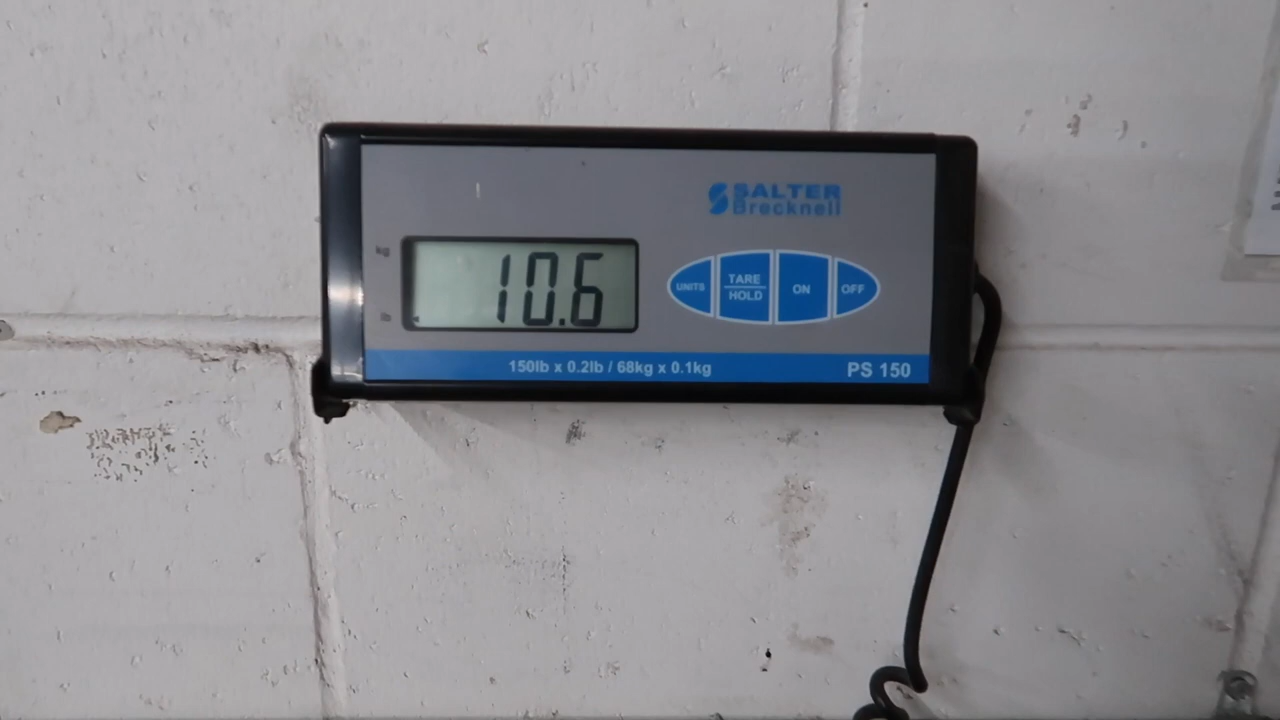 SALTER
Brecknell
kg
10.6
lb
UNITS
TARE
HOLD
ON
OFF
150lb x 0.2lb / 68kg x 0.1kg
PS 150